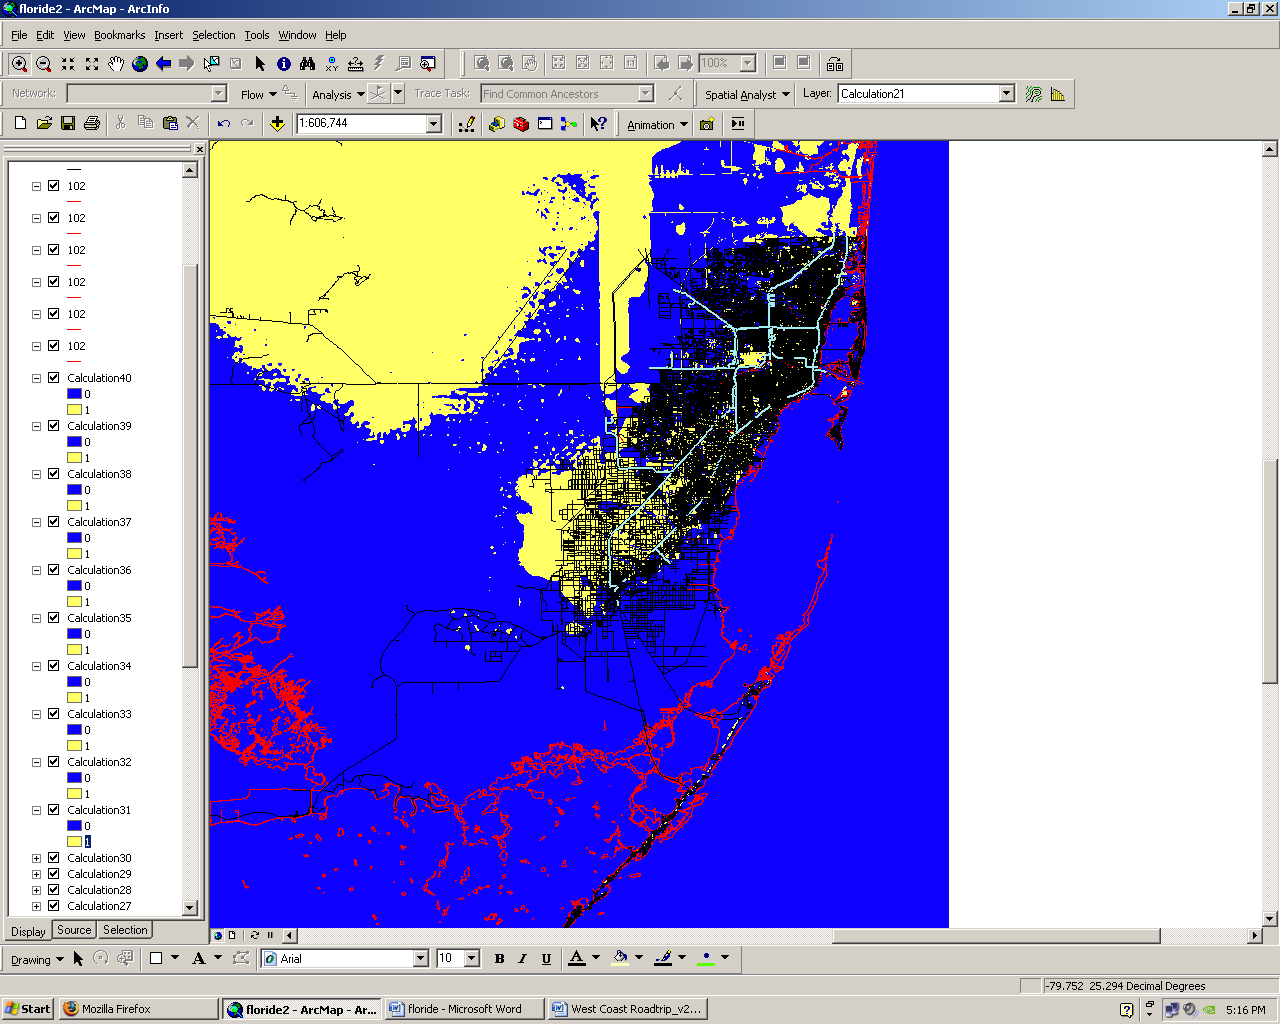 floride2 - ArcMap - ArcInfo
File Edit View Bookmarks Insert Selection Tools Window Help
100%
Network: Flow Analysis Trace Task: Find Common Ancestors Spatial Analyst Layer: Calculation21
1:606,744 Animation
102
102
102
102
102
102
Calculation40
0
1
Calculation39
0
1
Calculation38
0
1
Calculation37
0
1
Calculation36
0
1
Calculation35
0
1
Calculation34
0
1
Calculation33
0
1
Calculation32
0
1
Calculation31
0
1
Calculation30
Calculation29
Calculation28
Calculation27
Display Source Selection
Drawing A Arial 10 B I U A
-79.752 25.294 Decimal Degrees
Start Mozilla Firefox floride2 - ArcMap - Ar... floride - Microsoft Word West Coast Roadtrip_v2... 5:16 PM